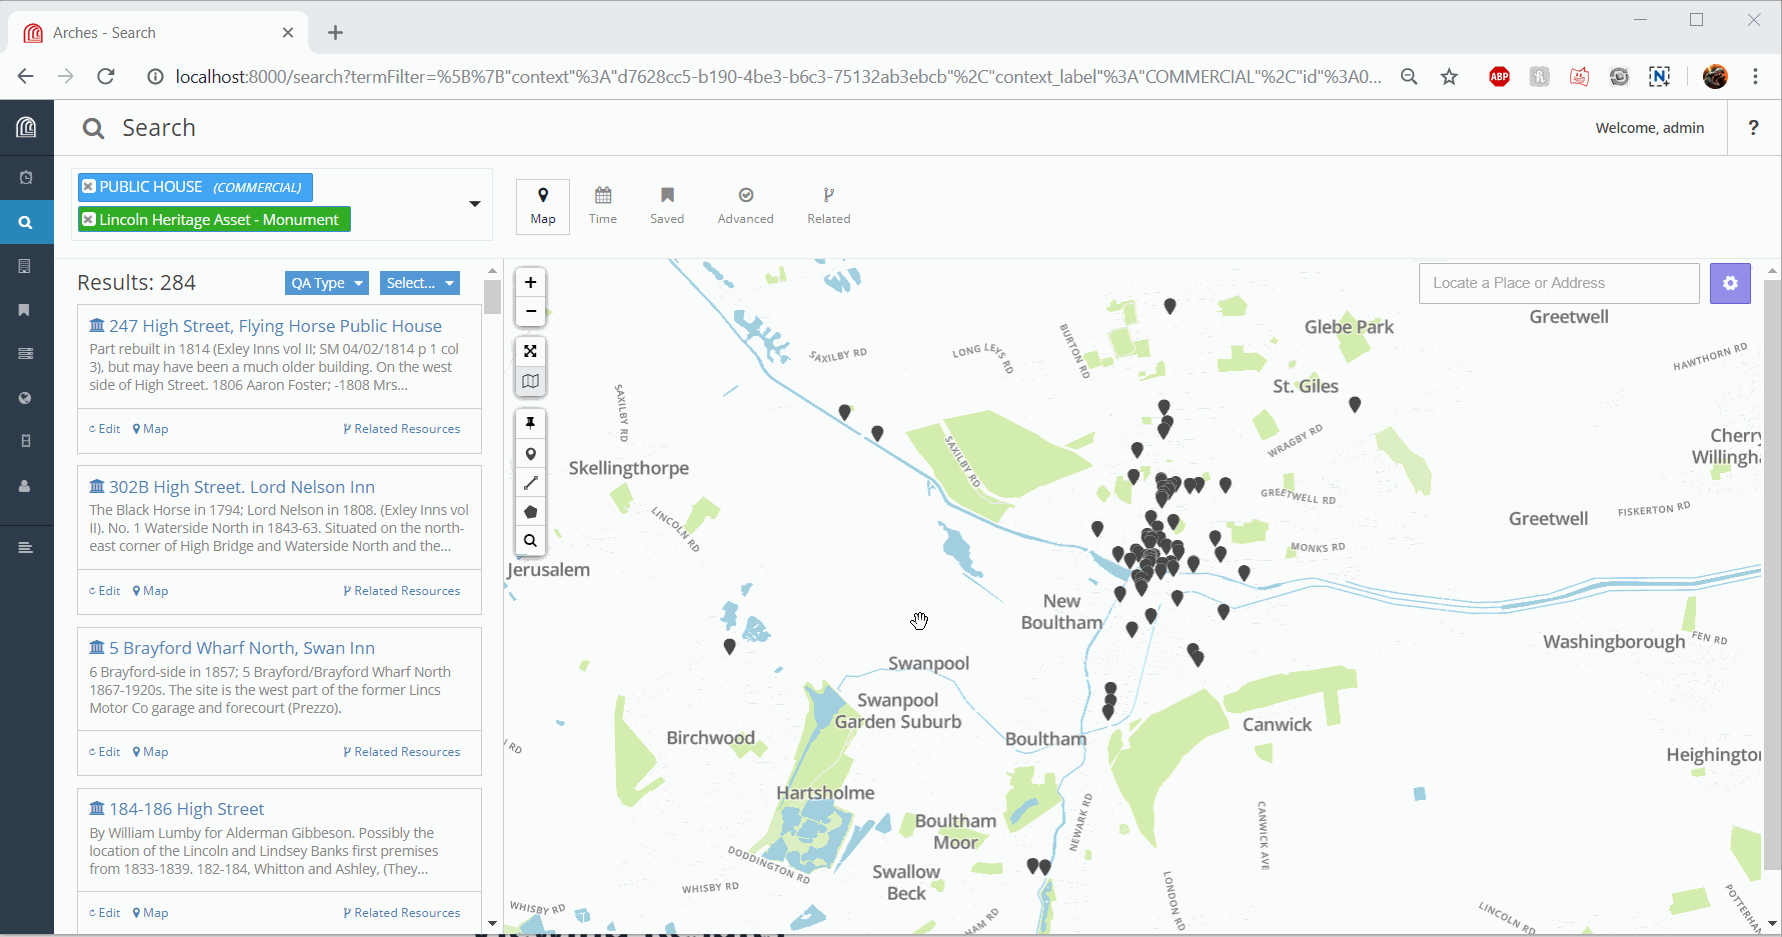 Arches - Search
localhost:8000/search?termFilter=%5B%7B"context"%3A"d7628cc5-b190-4be3-b6c3-75132ab3ebcb"%2C"context_label"%3A"COMMERCIAL"%2C"id"%3A0...
ABP
N
Search
Welcome, admin
?
PUBLIC HOUSE (COMMERCIAL)
Lincoln Heritage Asset - Monument
Map
Time
Saved
Advanced
Related
Results: 284
QA Type
Select...
247 High Street, Flying Horse Public House
Part rebuilt in 1814 (Exley Inns vol II; SM 04/02/1814 p 1 col
3), but may have been a much older building. On the west
side of High Street. 1806 Aaron Foster; -1808 Mrs...
Edit Map Related Resources
302B High Street. Lord Nelson Inn
The Black Horse in 1794; Lord Nelson in 1808. (Exley Inns vol
II). No. 1 Waterside North in 1843-63. Situated on the north-
east corner of High Bridge and Waterside North and the...
Edit Map Related Resources
5 Brayford Wharf North, Swan Inn
6 Brayford-side in 1857; 5 Brayford/Brayford Wharf North
1867-1920s. The site is the west part of the former Lincs
Motor Co garage and forecourt (Prezzo).
Edit Map Related Resources
184-186 High Street
By William Lumby for Alderman Gibbeson. Possibly the
location of the Lincoln and Lindsey Banks first premises
from 1833-1839. 182-184, Whitton and Ashley, (They...
Edit Map Related Resources
Locate a Place or Address
Greetwell
Glebe Park
BURTON RD
SAXILBY RD
LONG LEYS RD
HAWTHORN RD
St. Giles
SAXILBY RD
WRAGBY RD
Cherry
Willingha
SAXILBY RD
Skellingthorpe
GREETWELL RD
FISKERTON RD
Greetwell
LINCOLN RD
MONKS RD
Jerusalem
New
Boultham
Washingborough
FEN RD
Swanpool
Swanpool
Garden Suburb
Canwick
Birchwood
Boultham
RD
Heighington
Hartsholme
NEWARK RD
CANWICK AVE
Boultham
Moor
DODDINGTON RD
Swallow
Beck
WHISBY RD
LONDON RD
POTTERHAM
WHISBY RD
HAM RD
LINCOLN RD